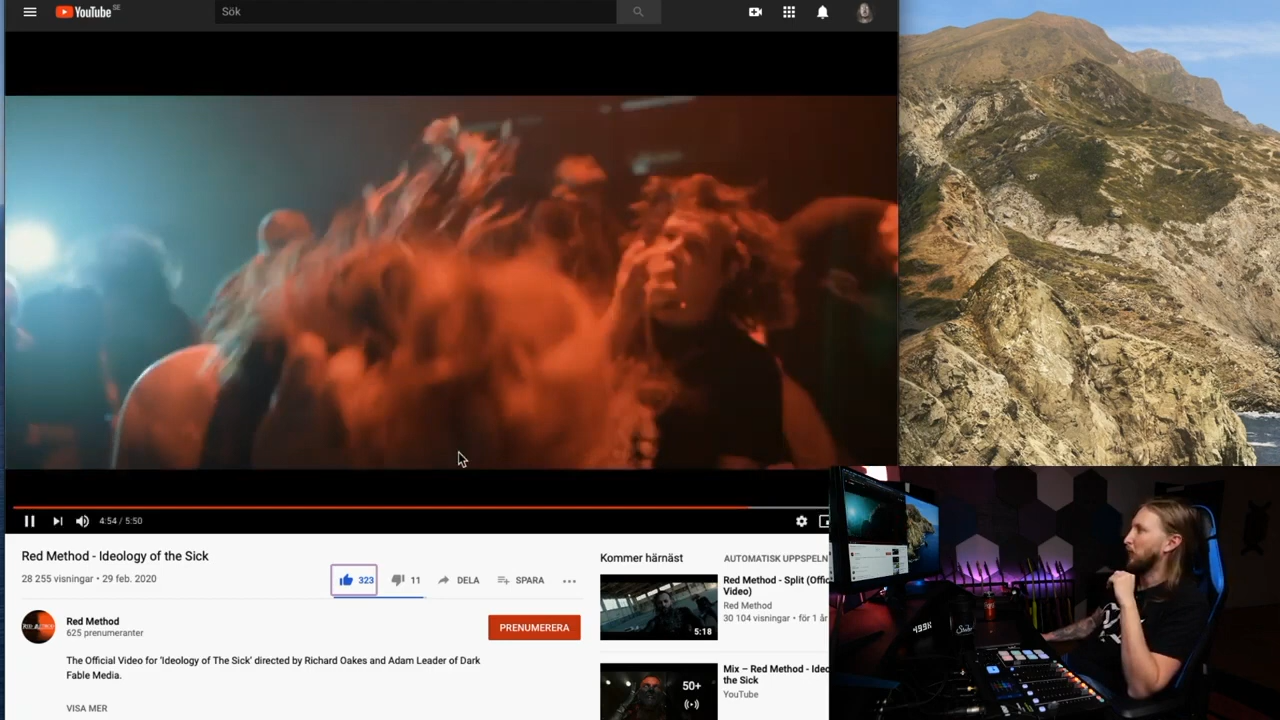 YouTube SE
Sök
4:54 / 5:50
Red Method - Ideology of the Sick
28 255 visningar • 29 feb. 2020
323
11
DELA
SPARA
Red Method
625 prenumeranter
PRENUMERERA
The Official Video for 'Ideology of The Sick' directed by Richard Oakes and Adam Leader of Dark
Fable Media.
VISA MER
Kommer härnäst
AUTOMATISK UPPSPELN
Red Method - Split (Offic
Video)
Red Method
30 104 visningar • för 1 år
5:18
Mix – Red Method - Ideo
the Sick
YouTube
50+